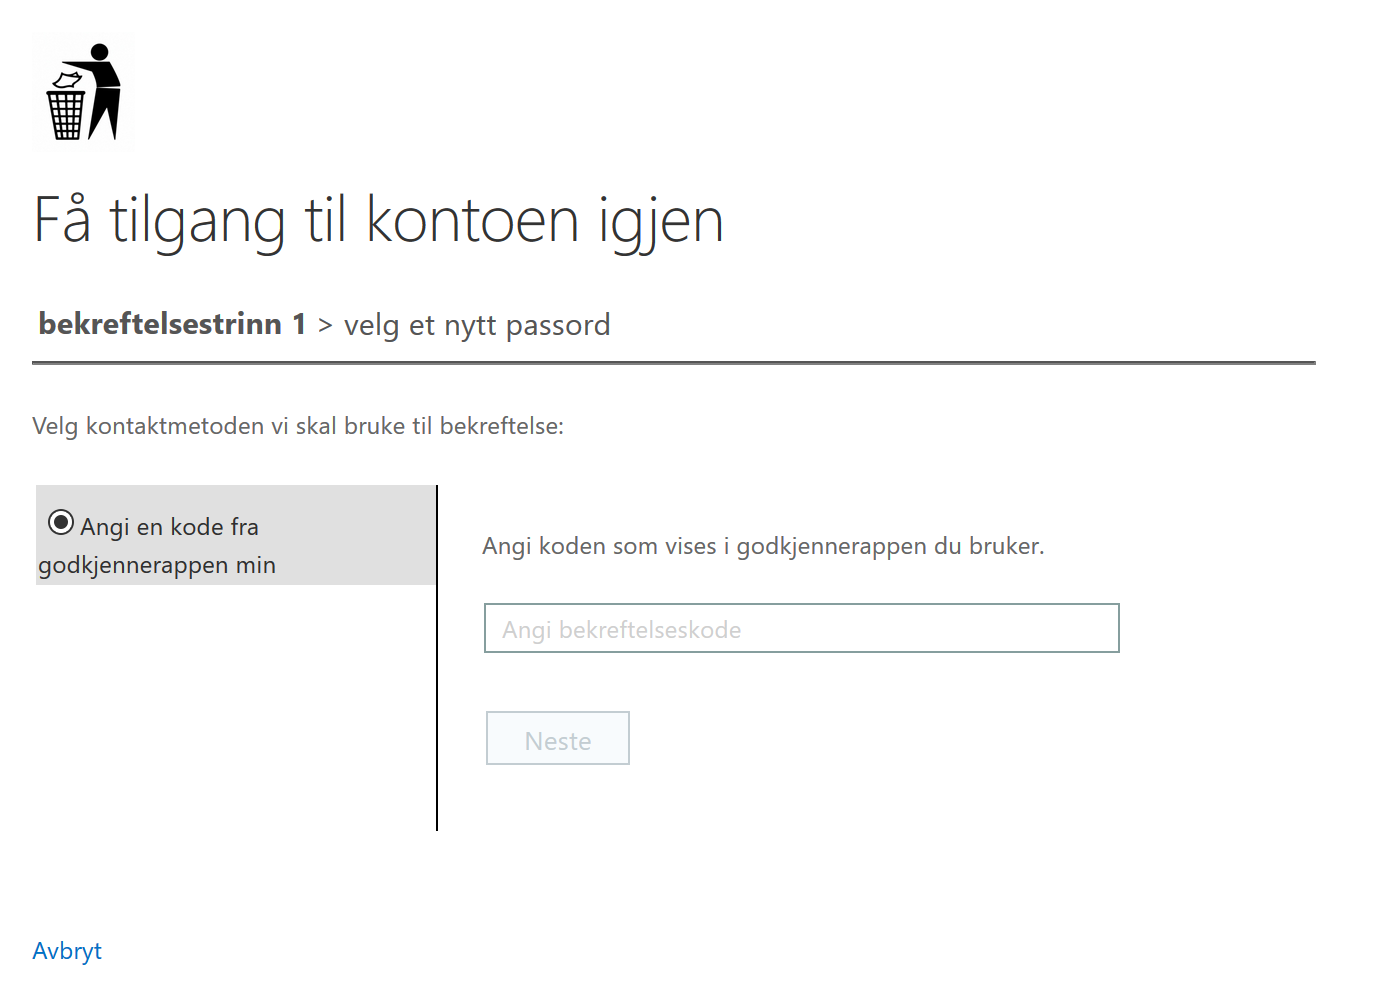 Få tilgang til kontoen igjen
bekreftelsestrinn 1 > velg et nytt passord
Velg kontaktmetoden vi skal bruke til bekreftelse:
Angi en kode fra
godkjennerappen min
Angi koden som vises i godkjennerappen du bruker.
Angi bekreftelseskode
Neste
Avbryt